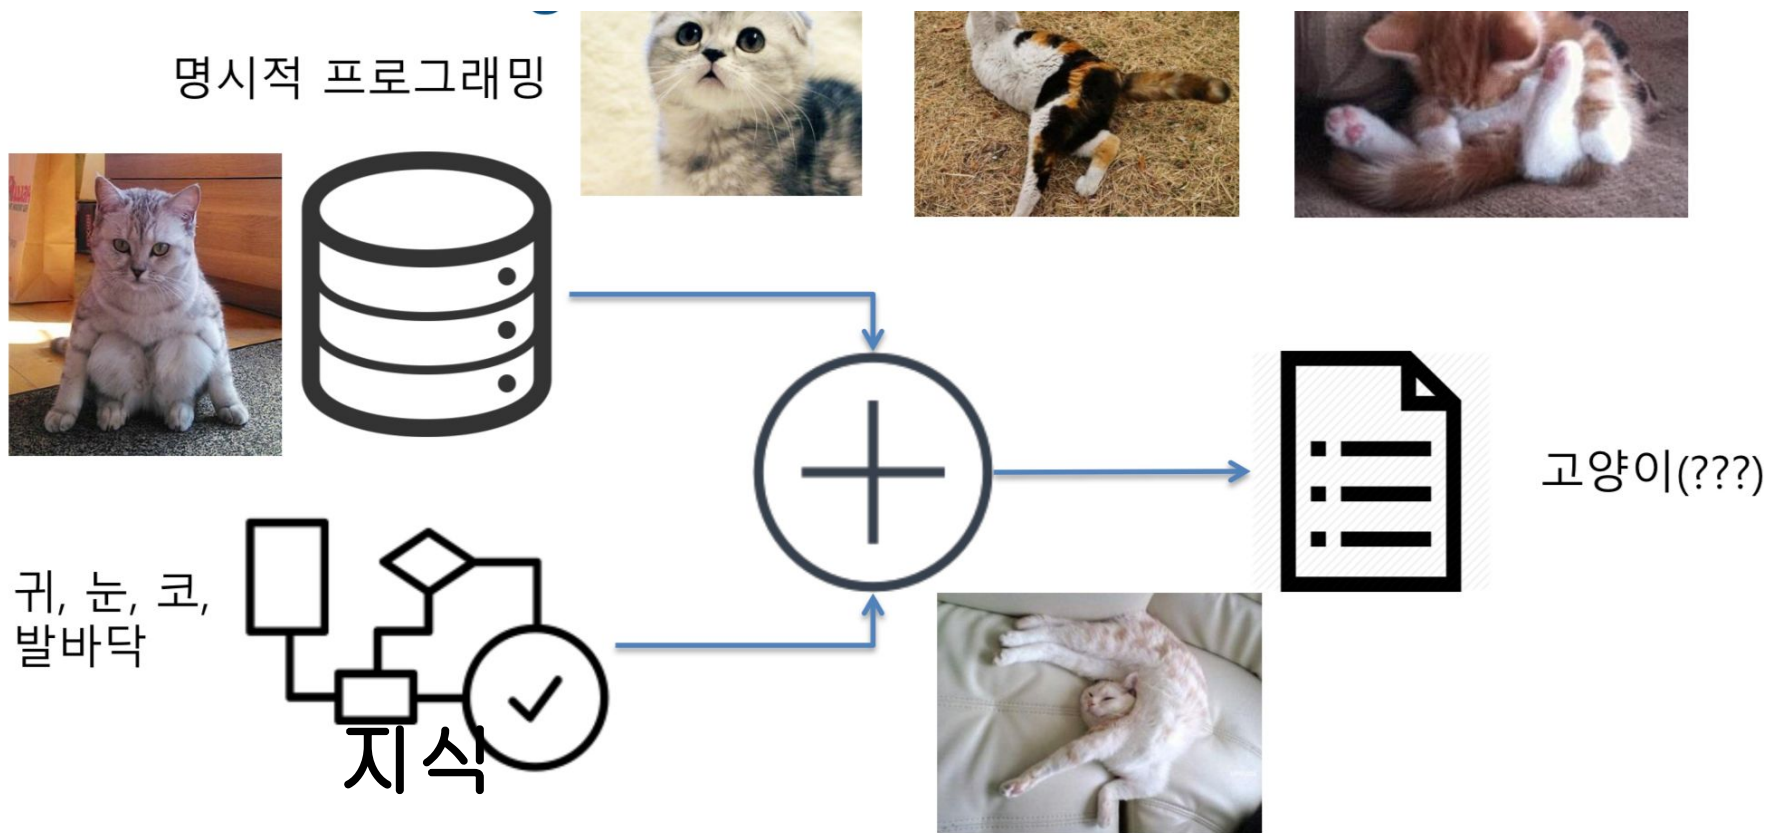 명시적 프로그래밍
고양이(???)
귀, 눈, 코,
발바닥
지식